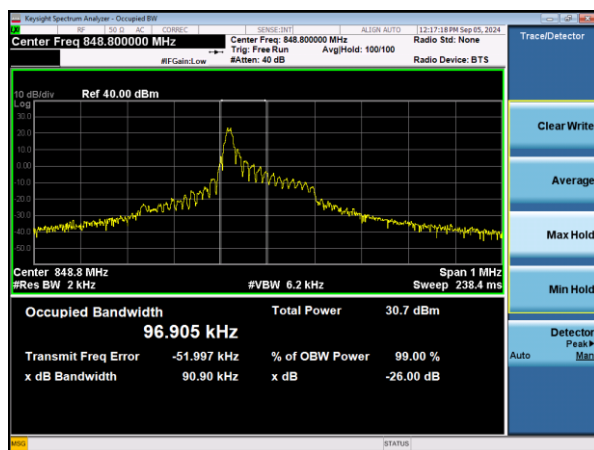 Keysight Spectrum Analyzer - Occupied BW
RF 50 Ω AC CORREC SENSE:INT ALIGN AUTO 12:17:18 PM Sep 05, 2024
Center Freq 848.800000 MHz
Center Freq: 848.800000 MHz
Radio Std: None
Trig: Free Run Avg|Hold: 100/100
#IFGain:Low #Atten: 40 dB Radio Device: BTS
Trace/Detector
10 dB/div Ref 40.00 dBm
Log
30.0
20.0
10.0
0.00
-10.0
-20.0
-30.0
-40.0
-50.0
Center 848.8 MHz Span 1 MHz
#Res BW 2 kHz #VBW 6.2 kHz Sweep 238.4 ms
Occupied Bandwidth Total Power 30.7 dBm
96.905 kHz
Transmit Freq Error -51.997 kHz % of OBW Power 99.00 %
x dB Bandwidth 90.90 kHz x dB -26.00 dB
Clear Write
Average
Max Hold
Min Hold
Detector
Peak
Auto Man
MSG STATUS